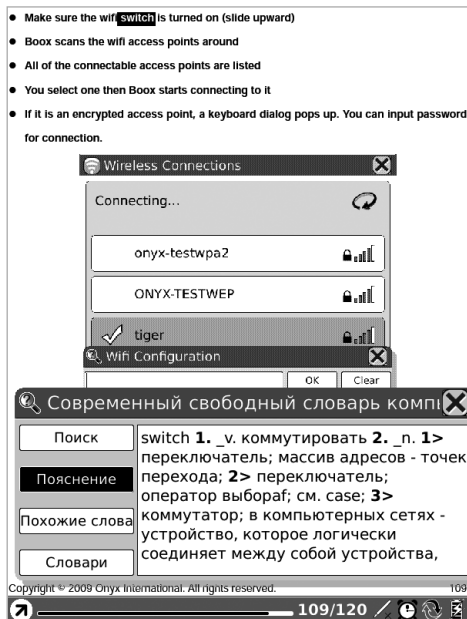 ● Make sure the wifi switch is turned on (slide upward)
● Boox scans the wifi access points around
● All of the connectable access points are listed
● You select one then Boox starts connecting to it
● If it is an encrypted access point, a keyboard dialog pops up. You can input password
for connection.
Wireless Connections
Connecting...
onyx-testwpa2
ONYX-TESTWEP
tiger
Wifi Configuration
OK Clear
Современный свободный словарь компь
Поиск
Пояснение
Похожие слова
Словари
switch 1. _v. коммутировать 2. _n. 1>
переключатель; массив адресов - точек
перехода; 2> переключатель;
оператор выбораf; см. case; 3>
коммутатор; в компьютерных сетях -
устройство, которое логически
соединяет между собой устройства,
Copyright © 2009 Onyx International. All rights reserved. 109
109/120